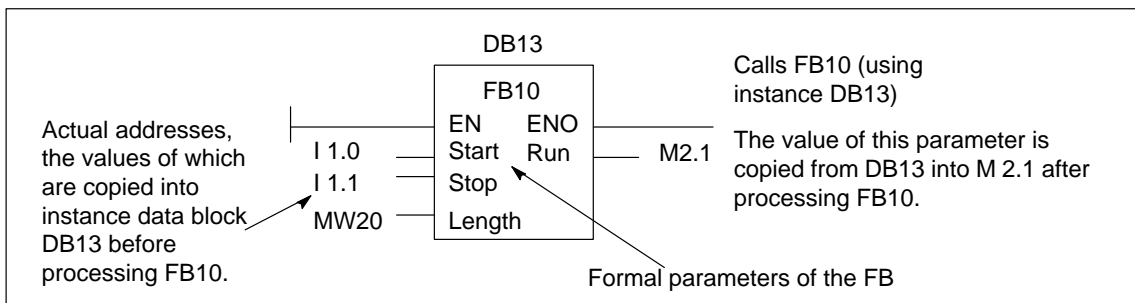 DB13
FB10
EN ENO
Start Run
Stop
Length
I 1.0
I 1.1
MW20
M2.1
Actual addresses,
the values of which
are copied into
instance data block
DB13 before
processing FB10.
Calls FB10 (using
instance DB13)
The value of this parameter is
copied from DB13 into M 2.1 after
processing FB10.
Formal parameters of the FB